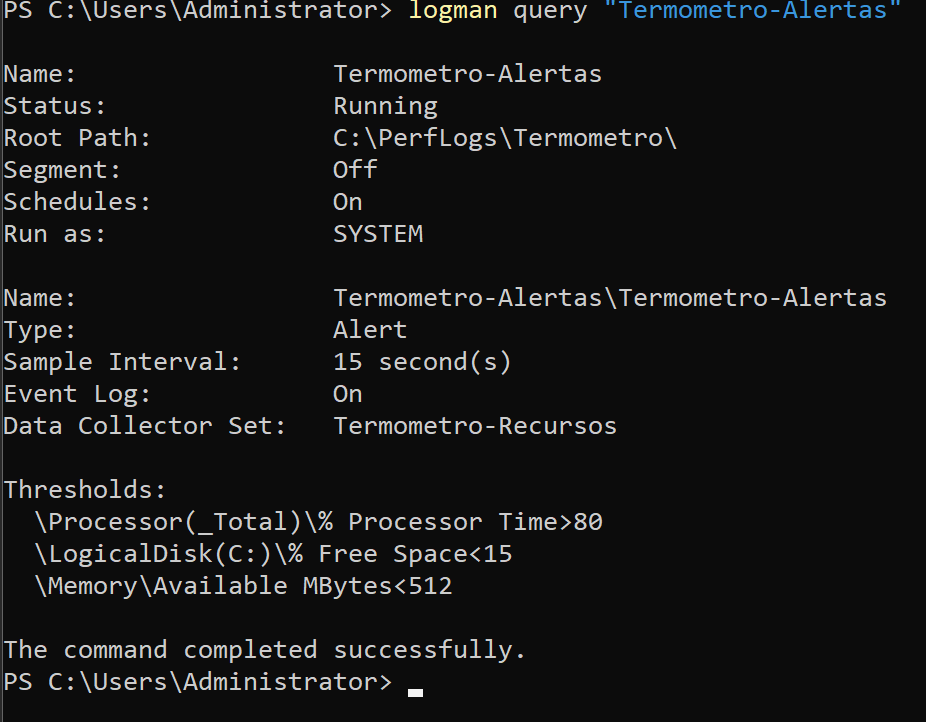 PS C:\Users\Administrator> logman query "Termometro-Alertas"
Name: Termometro-Alertas
Status: Running
Root Path: C:\PerfLogs\Termometro\
Segment: Off
Schedules: On
Run as: SYSTEM
Name: Termometro-Alertas\Termometro-Alertas
Type: Alert
Sample Interval: 15 second(s)
Event Log: On
Data Collector Set: Termometro-Recursos
Thresholds:
\Processor(_Total)\% Processor Time>80
\LogicalDisk(C:)\% Free Space<15
\Memory\Available MBytes<512
The command completed successfully.
PS C:\Users\Administrator>